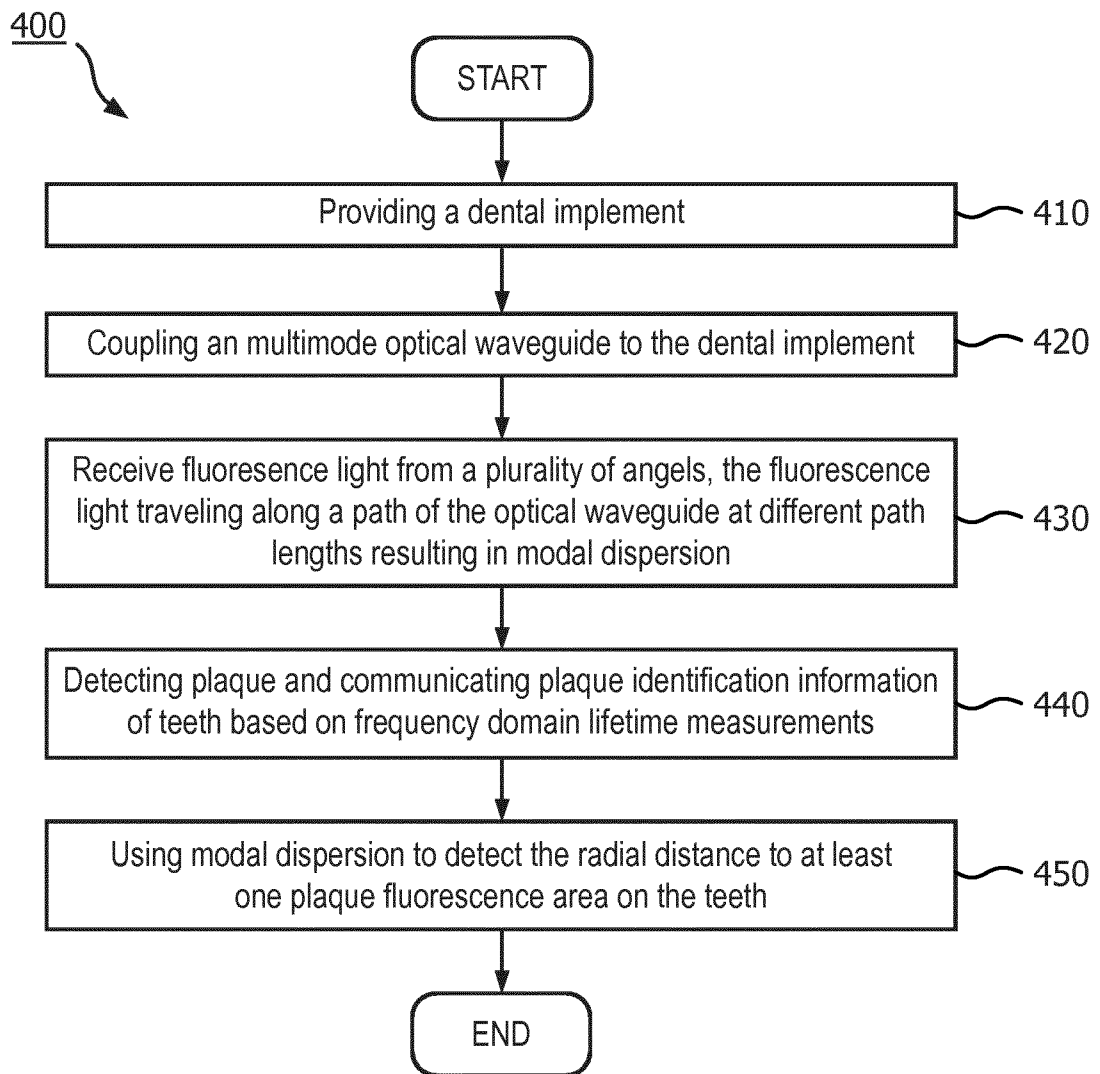 400
START
Providing a dental implement
410
Coupling an multimode optical waveguide to the dental implement
420
Receive fluoresence light from a plurality of angels, the fluorescence
light traveling along a path of the optical waveguide at different path
lengths resulting in modal dispersion
430
Detecting plaque and communicating plaque identification information
of teeth based on frequency domain lifetime measurements
440
Using modal dispersion to detect the radial distance to at least
one plaque fluorescence area on the teeth
450
END